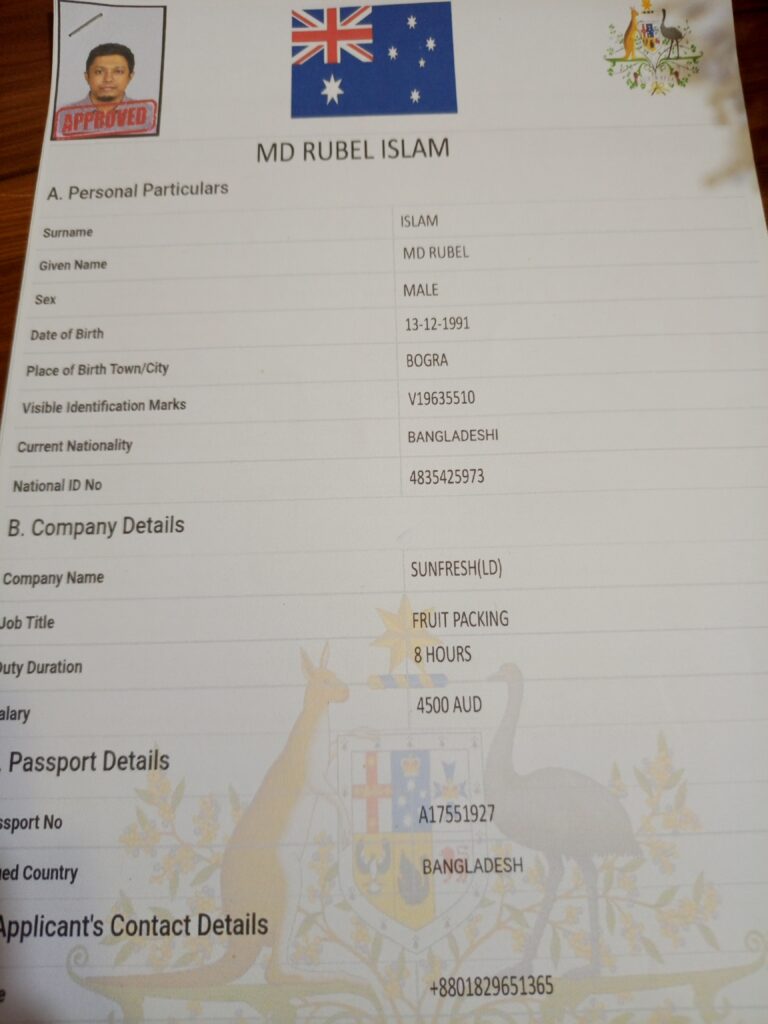 APPROVED
MD RUBEL ISLAM
A. Personal Particulars
Surname ISLAM
Given Name MD RUBEL
Sex MALE
Date of Birth 13-12-1991
Place of Birth Town/City BOGRA
Visible Identification Marks V19635510
Current Nationality BANGLADESHI
National ID No 4835425973
B. Company Details
Company Name SUNFRESH(LD)
Job Title FRUIT PACKING
Duty Duration 8 HOURS
alary 4500 AUD
. Passport Details
ssport No A17551927
ed Country BANGLADESH
Applicant's Contact Details
e +8801829651365